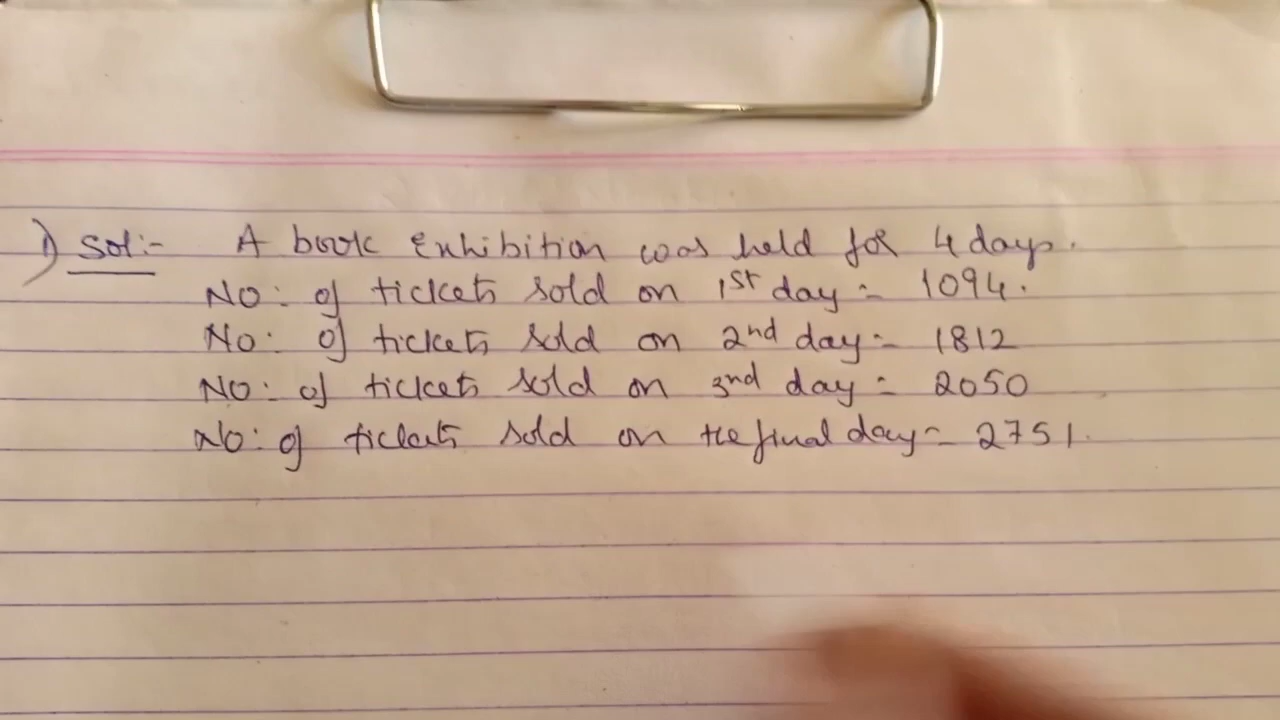 1) Sol:- A book Exhibition was held for 4 days.
No: of tickets sold on 1st day = 1094.
No: of tickets sold on 2nd day = 1812
No: of tickets sold on 3nd day = 2050
No: of tickets sold on the final day = 2751.